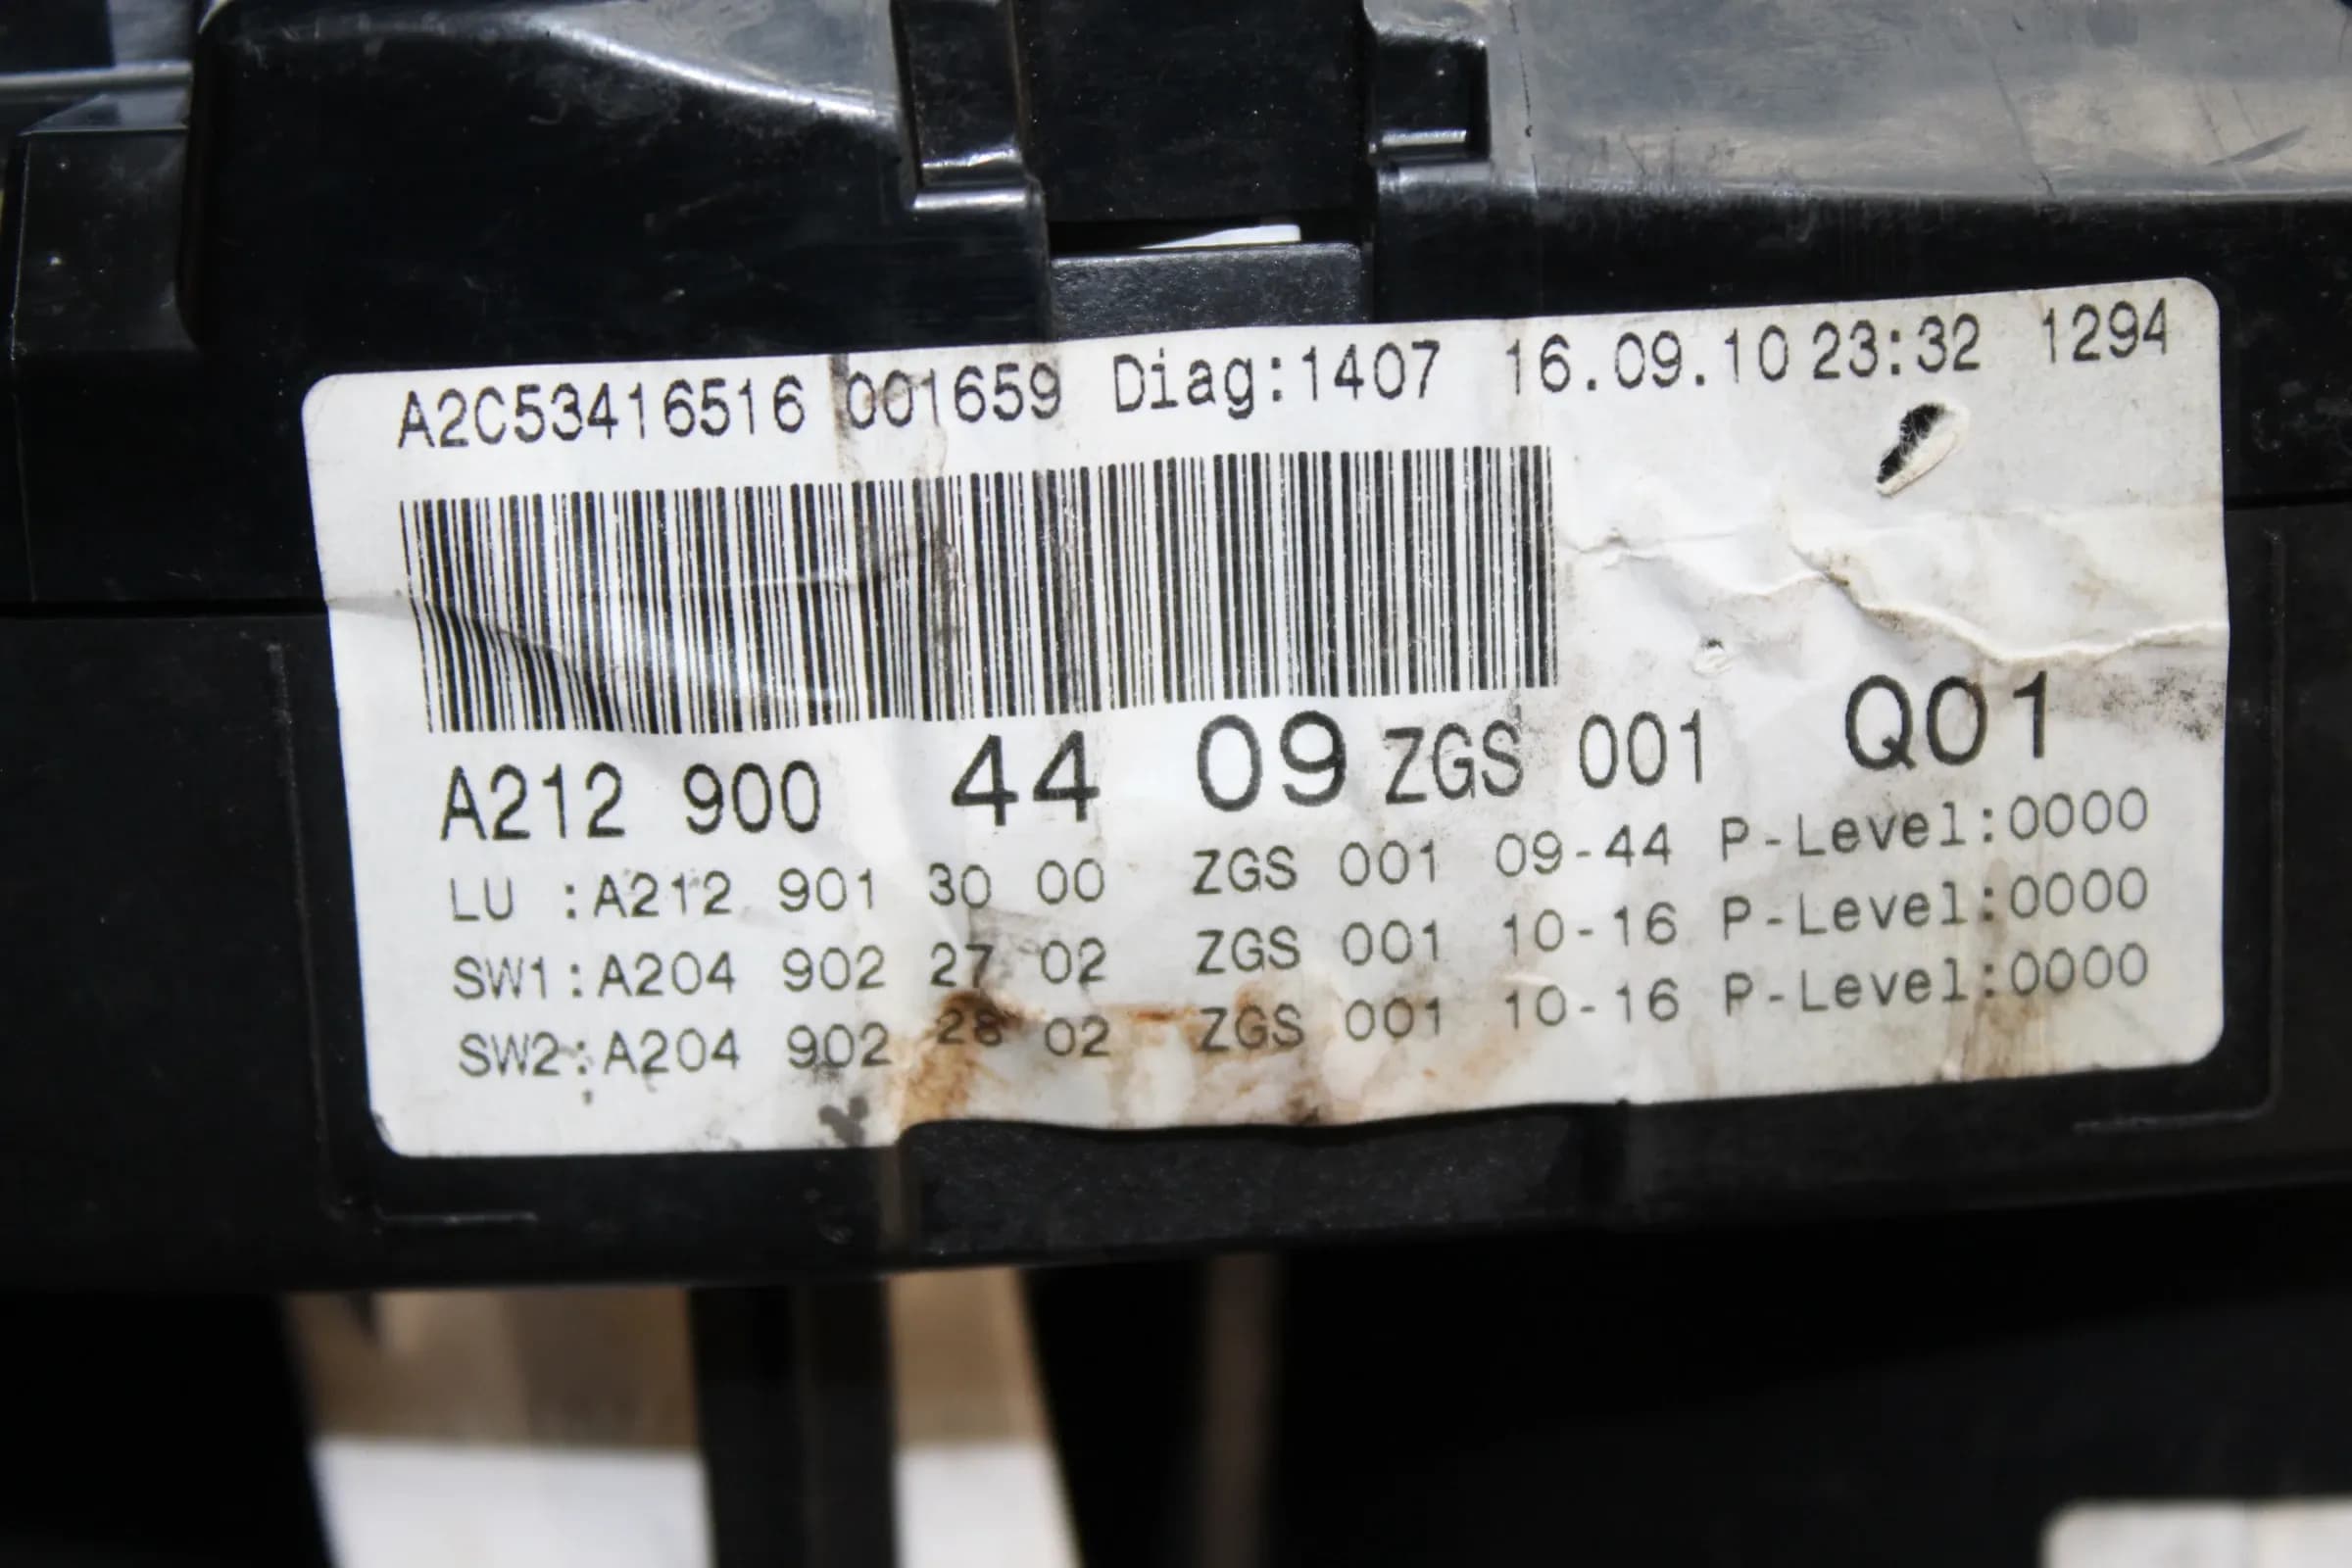 A2C53416516 001659 Diag:1407 16.09.10 23:32 1294
A212 900 44 09 ZGS 001 Q01
LU :A212 901 30 00 ZGS 001 09-44 P-Level:0000
SW1:A204 902 27 02 ZGS 001 10-16 P-Level:0000
SW2:A204 902 28 02 ZGS 001 10-16 P-Level:0000